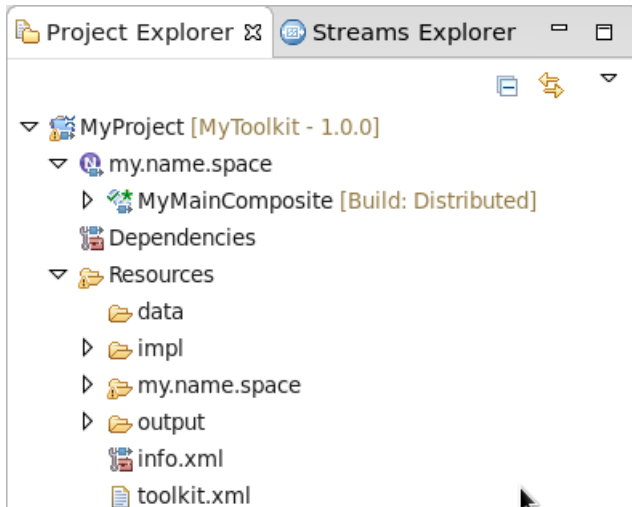 Project Explorer Streams Explorer
MyProject [MyToolkit - 1.0.0]
my.name.space
MyMainComposite [Build: Distributed]
Dependencies
Resources
data
impl
my.name.space
output
info.xml
toolkit.xml